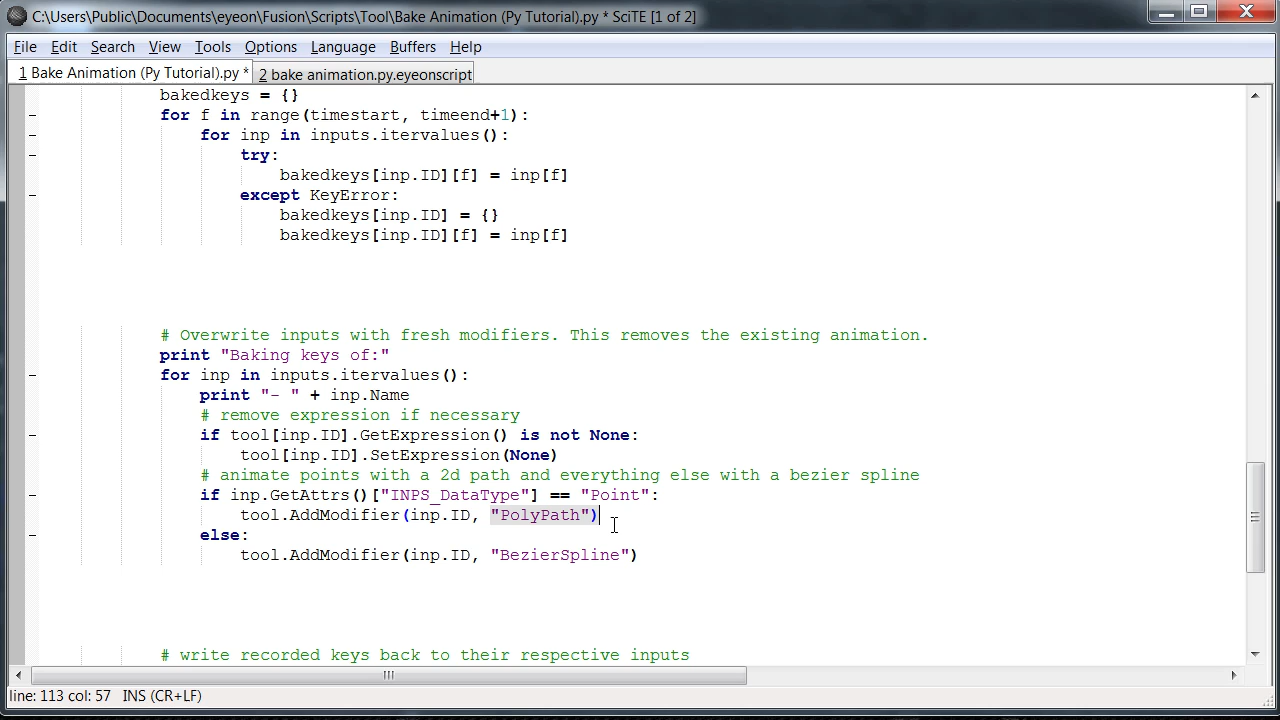 C:\Users\Public\Documents\eyeon\Fusion\Scripts\Tool\Bake Animation (Py Tutorial).py * SciTE [1 of 2]
File Edit Search View Tools Options Language Buffers Help
1 Bake Animation (Py Tutorial).py * 2 bake animation.py.eyeonscript
bakedkeys = {}
for f in range(timestart, timeend+1):
for inp in inputs.itervalues():
try:
bakedkeys[inp.ID][f] = inp[f]
except KeyError:
bakedkeys[inp.ID] = {}
bakedkeys[inp.ID][f] = inp[f]
# Overwrite inputs with fresh modifiers. This removes the existing animation.
print "Baking keys of:"
for inp in inputs.itervalues():
print "- " + inp.Name
# remove expression if necessary
if tool[inp.ID].GetExpression() is not None:
tool[inp.ID].SetExpression(None)
# animate points with a 2d path and everything else with a bezier spline
if inp.GetAttrs()["INPS_DataType"] == "Point":
tool.AddModifier(inp.ID, "PolyPath")
else:
tool.AddModifier(inp.ID, "BezierSpline")
# write recorded keys back to their respective inputs
line: 113 col: 57 INS (CR+LF)